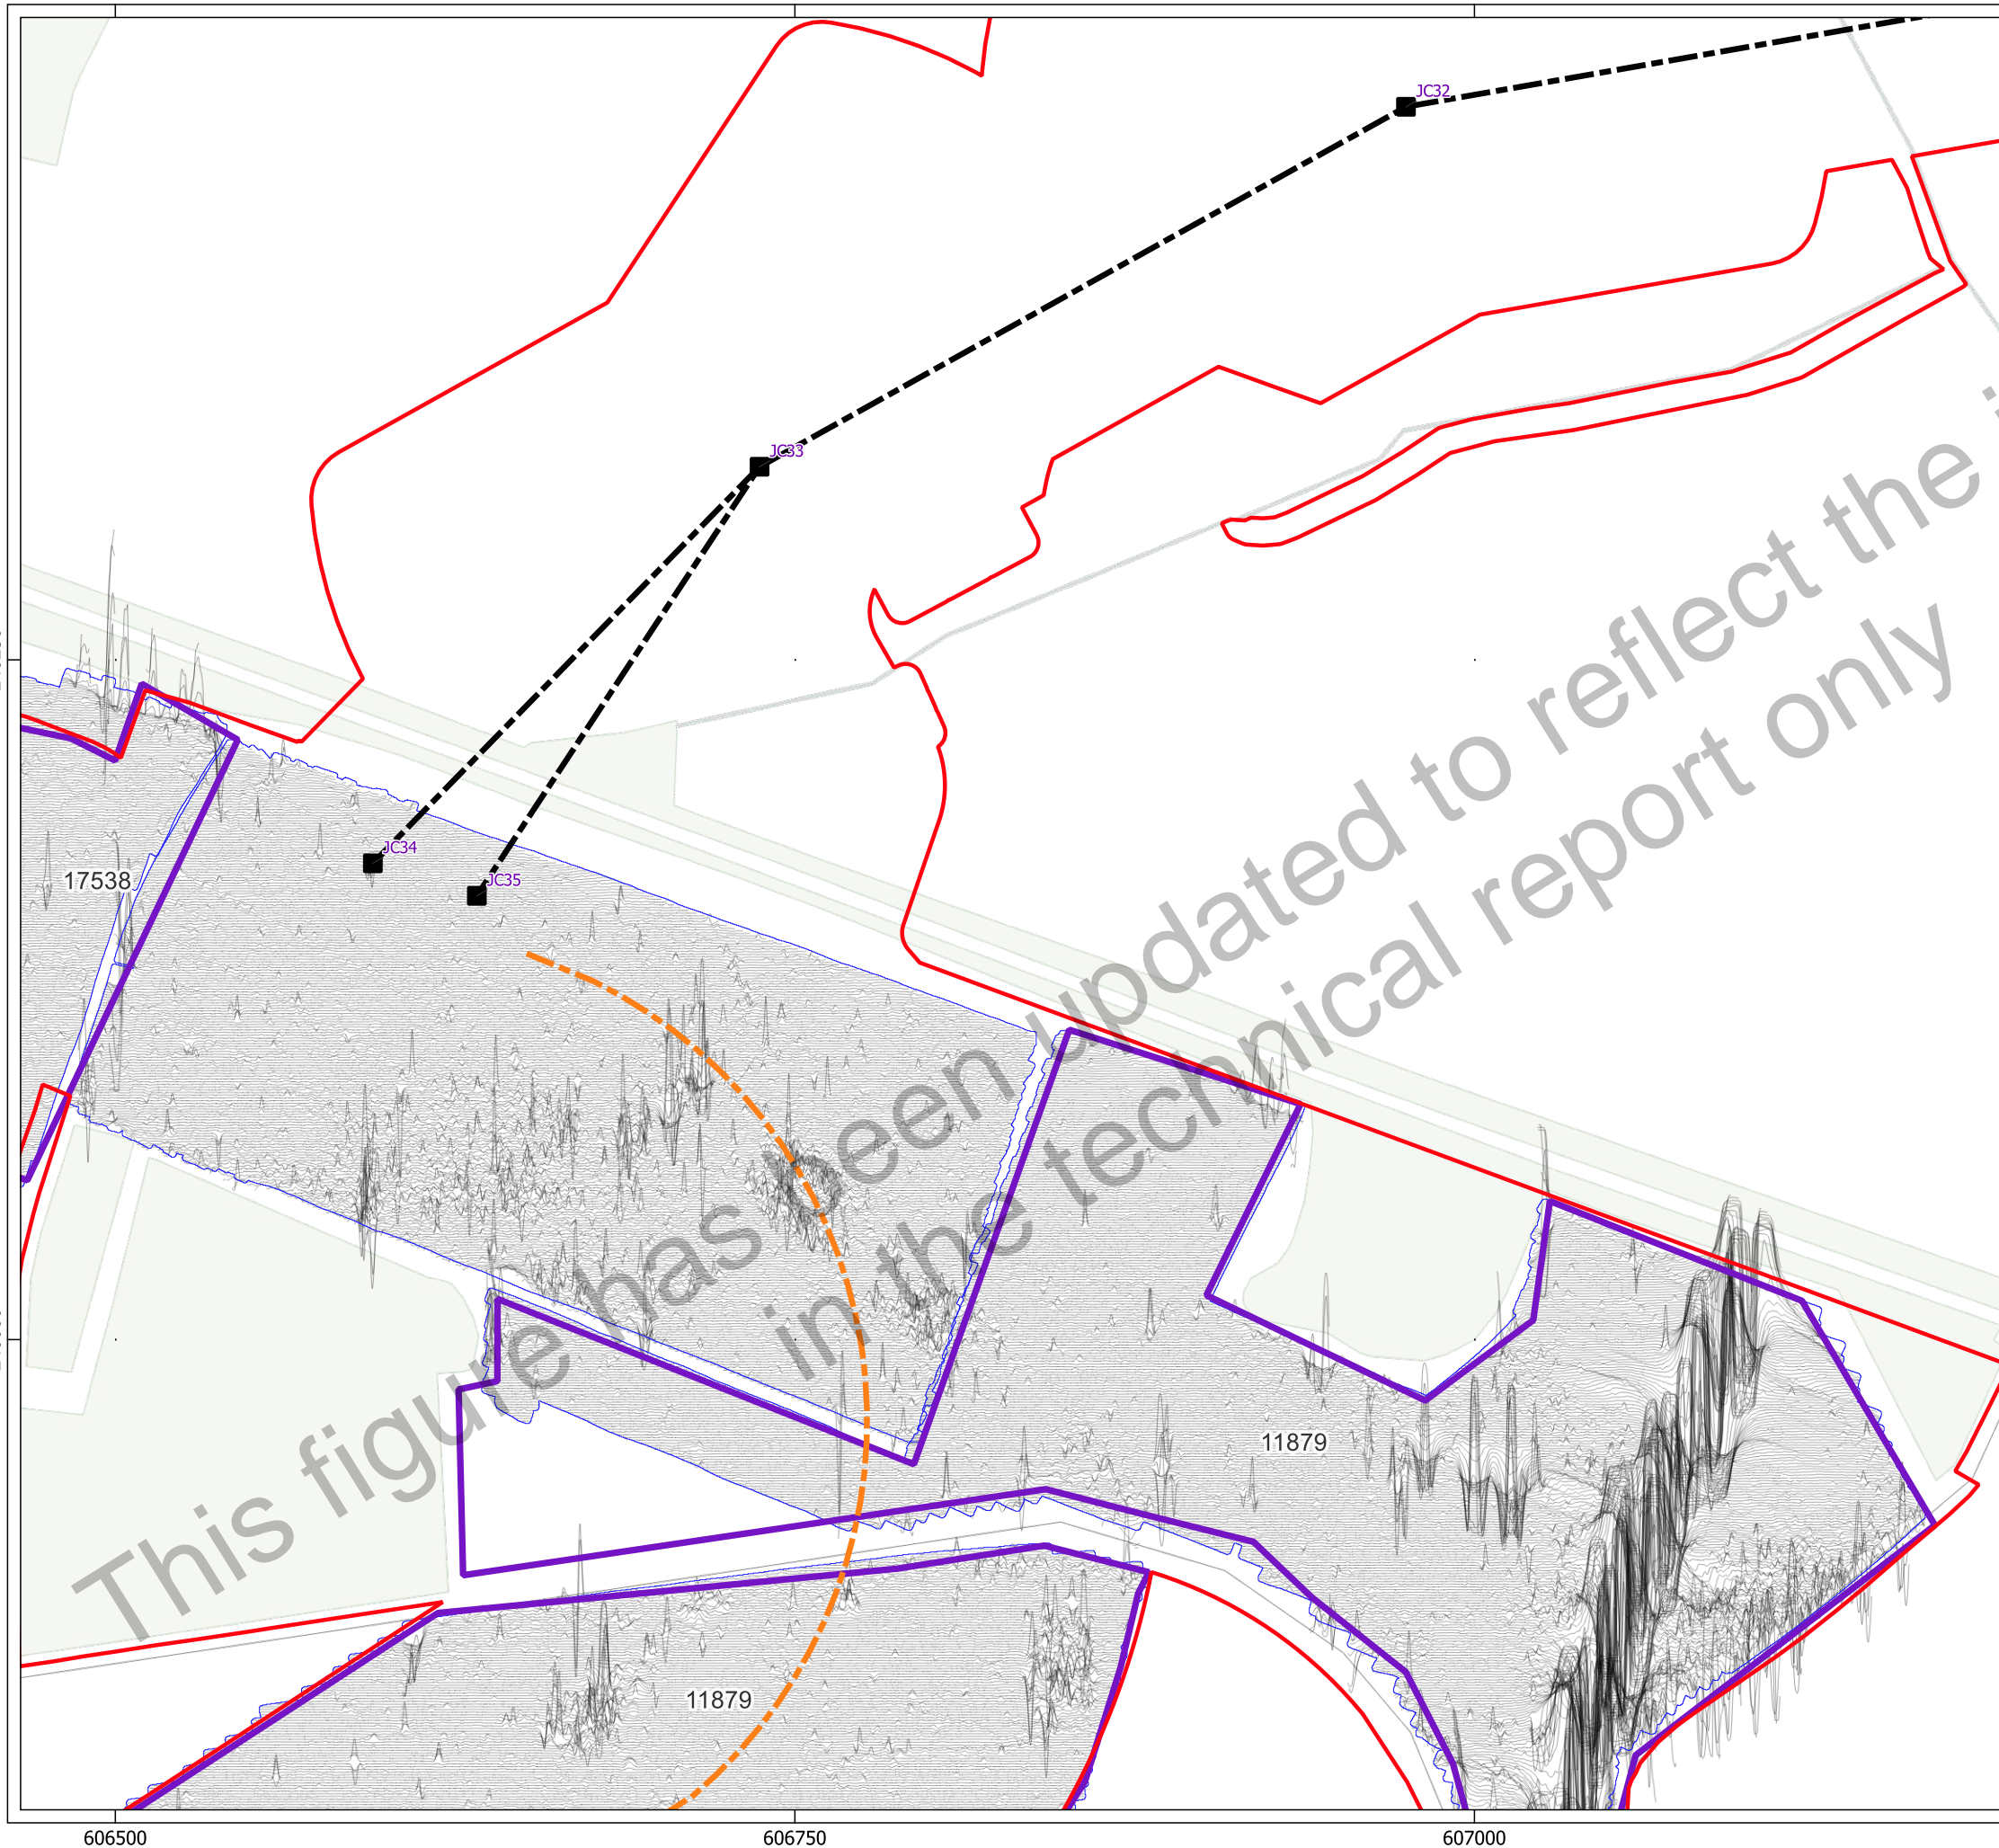 JC32
JC33
JC34
JC35
17538
This figure has been updated to reflect the
in the technical report only
11879
11879
606500
606750
607000